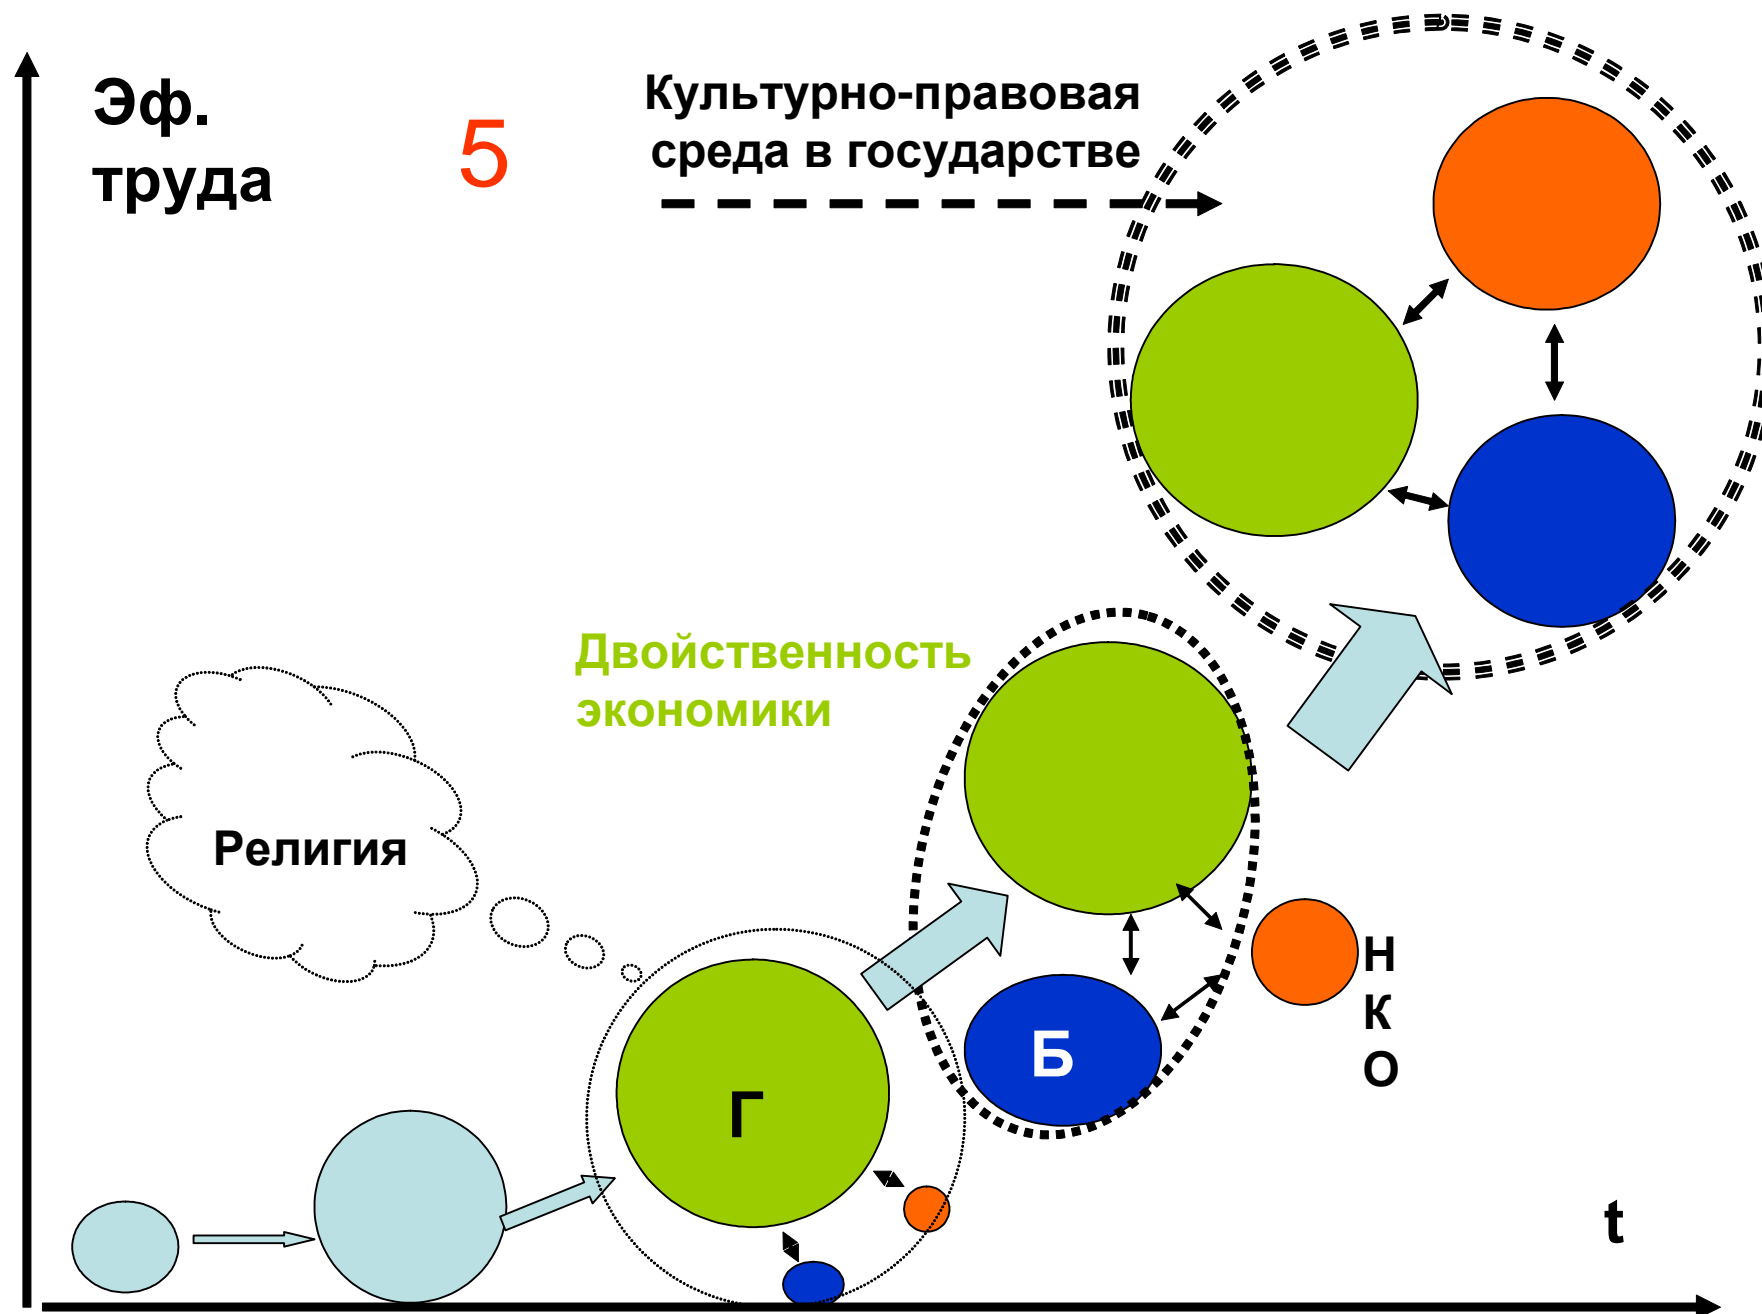 Эф.
труда
5
Культурно-правовая
среда в государстве
Двойственность
экономики
Религия
Г
Б
Н
К
О
t